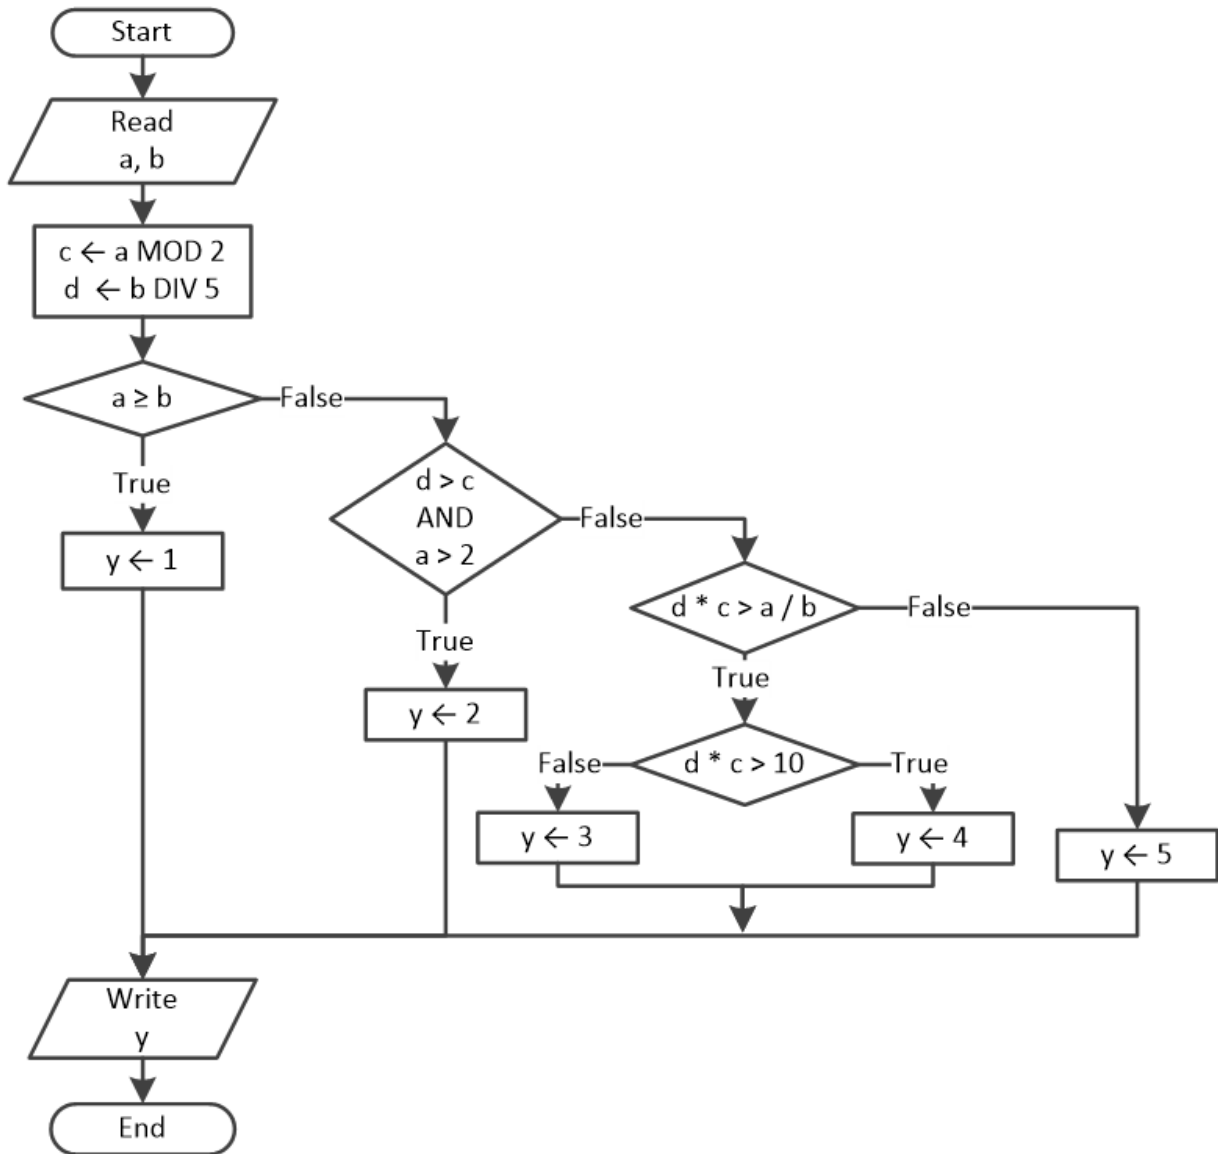 Start
Read
a, b
c ← a MOD 2
d ← b DIV 5
a ≥ b
False
True
y ← 1
d > c
AND
a > 2
False
True
y ← 2
d * c > a / b
False
True
d * c > 10
False
True
y ← 3
y ← 4
y ← 5
Write
y
End